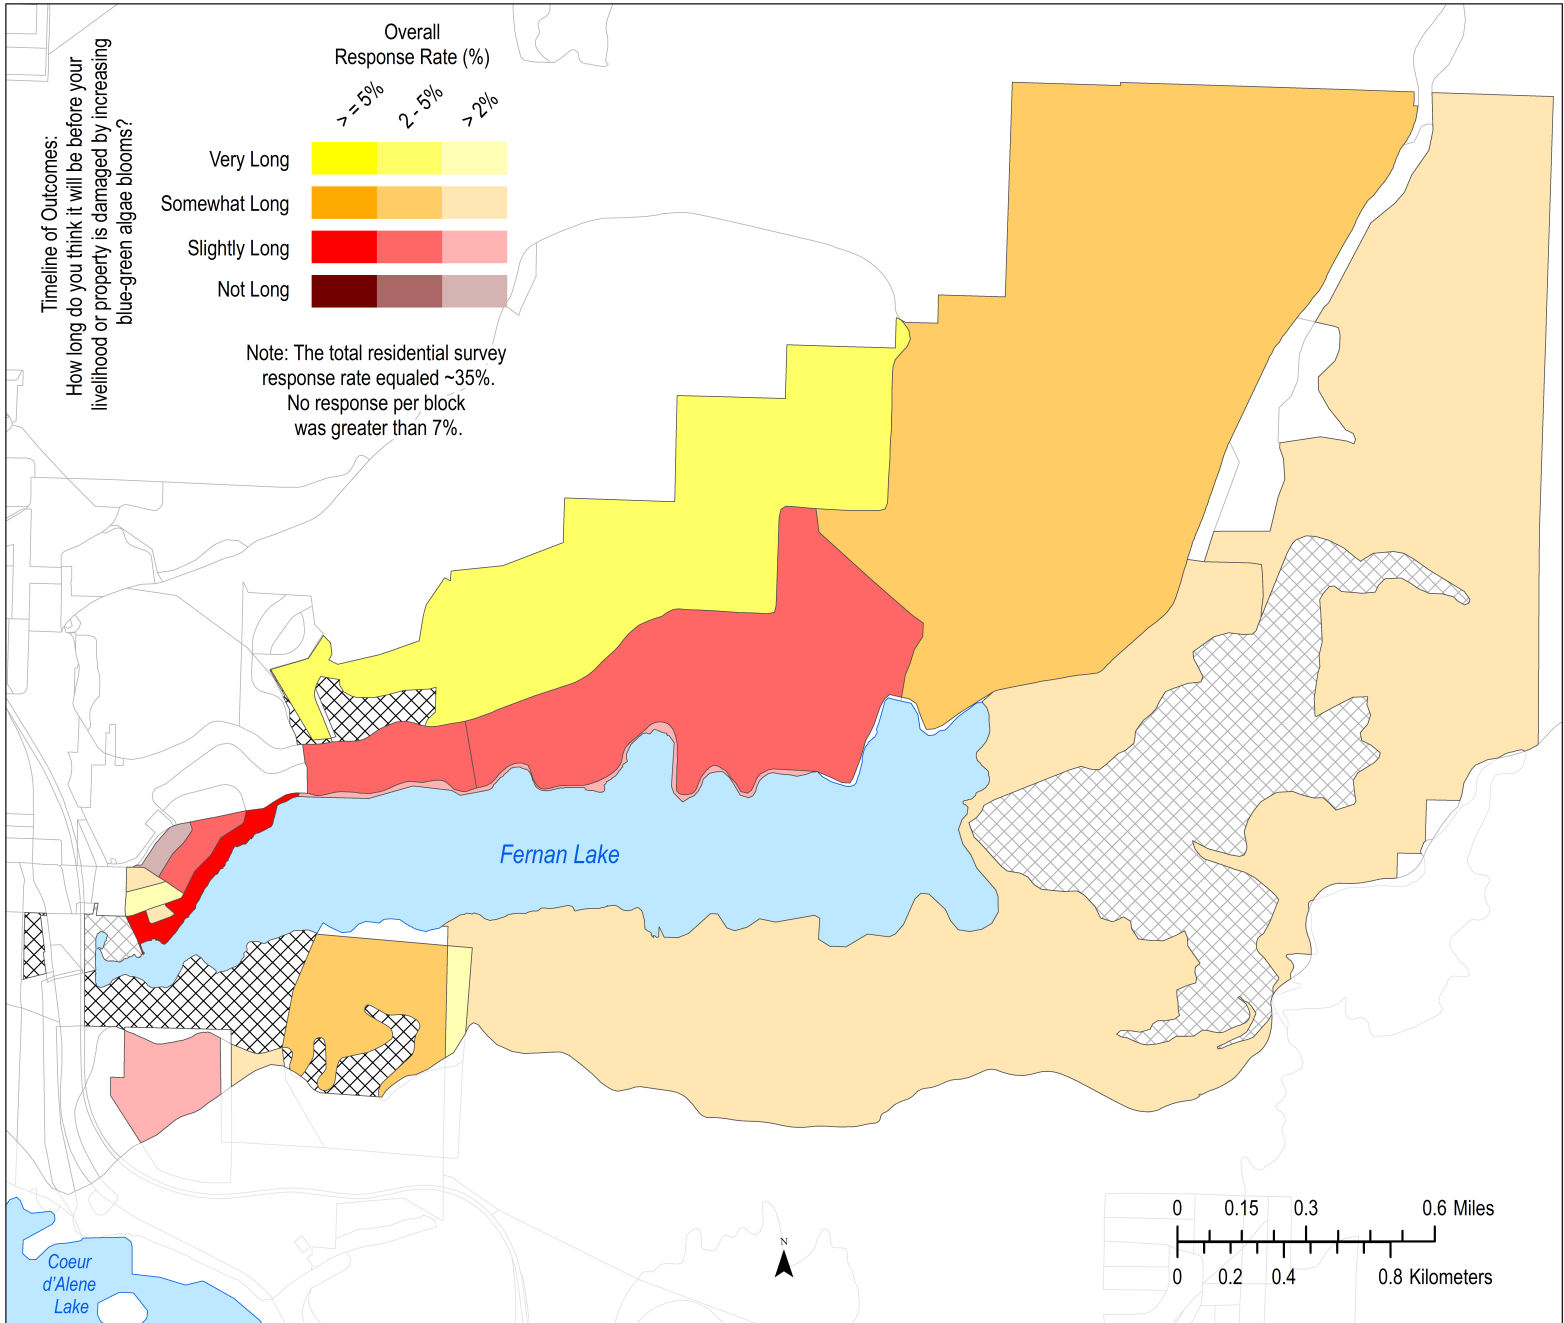 Timeline of Outcomes:
How long do you think it will be before your
livelihood or property is damaged by increasing
blue-green algae blooms?
Overall
Response Rate (%)
> = 5%
2 - 5%
> 2%
Very Long
Somewhat Long
Slightly Long
Not Long
Note: The total residential survey
response rate equaled ~35%.
No response per block
was greater than 7%.
Fernan Lake
Coeur
d'Alene
Lake
N
0 0.15 0.3 0.6 Miles
0 0.2 0.4 0.8 Kilometers